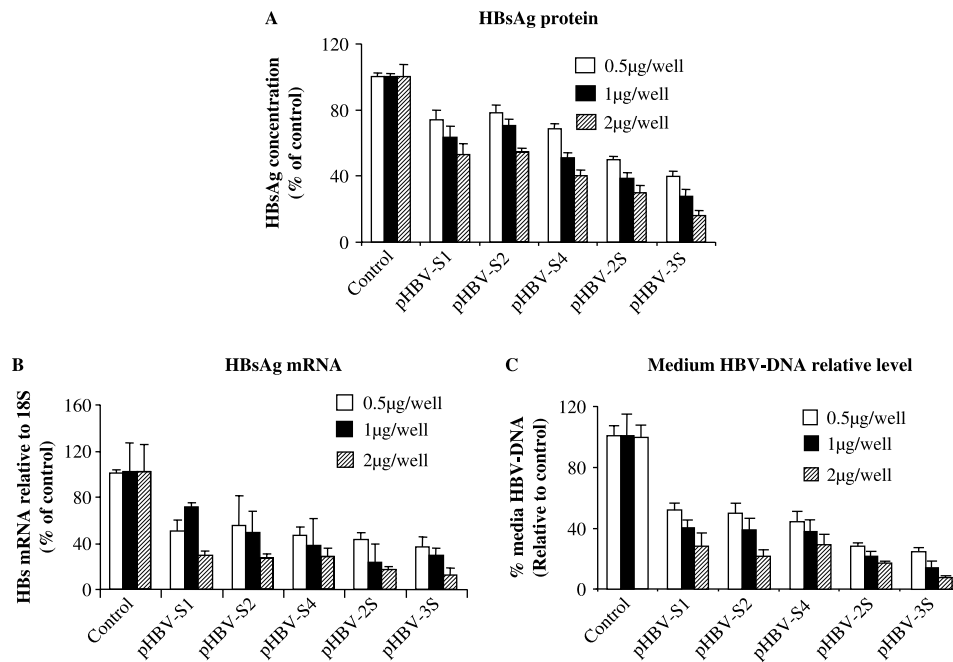 A HBsAg protein
HBsAg concentration
(% of control)
120
80
40
0
0.5µg/well
1µg/well
2µg/well
Control
pHBV-S1
pHBV-S2
pHBV-S4
pHBV-2S
pHBV-3S
B HBsAg mRNA
HBs mRNA relative to 18S
(% of control)
160
120
80
40
0
0.5µg/well
1µg/well
2µg/well
Control
pHBV-S1
pHBV-S2
pHBV-S4
pHBV-2S
pHBV-3S
C Medium HBV-DNA relative level
% media HBV-DNA
(Relative to control)
120
80
40
0
0.5µg/well
1µg/well
2µg/well
Control
pHBV-S1
pHBV-S2
pHBV-S4
pHBV-2S
pHBV-3S